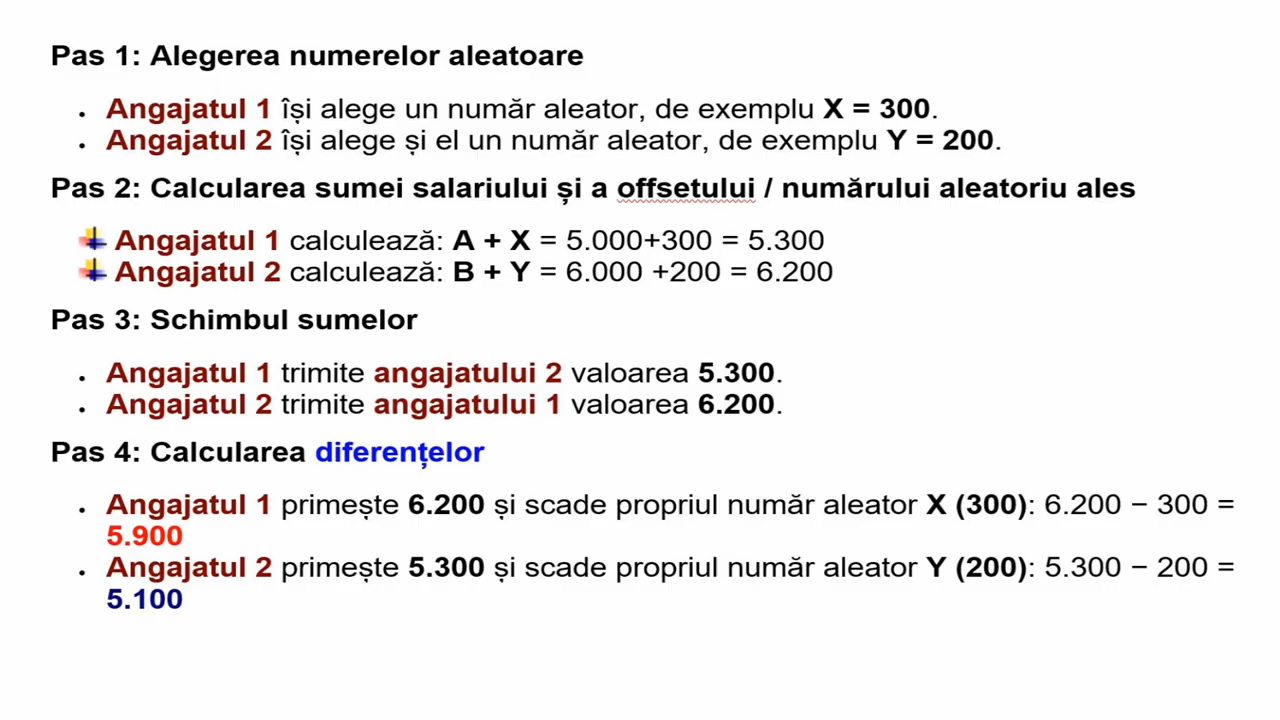 Pas 1: Alegerea numerelor aleatoare
• Angajatul 1 își alege un număr aleator, de exemplu X = 300.
• Angajatul 2 își alege și el un număr aleator, de exemplu Y = 200.
Pas 2: Calcularea sumei salariului și a offsetului / numărului aleatoriu ales
Angajatul 1 calculează: A + X = 5.000+300 = 5.300
Angajatul 2 calculează: B + Y = 6.000 +200 = 6.200
Pas 3: Schimbul sumelor
• Angajatul 1 trimite angajatului 2 valoarea 5.300.
• Angajatul 2 trimite angajatului 1 valoarea 6.200.
Pas 4: Calcularea diferențelor
• Angajatul 1 primește 6.200 și scade propriul număr aleator X (300): 6.200 − 300 =
5.900
• Angajatul 2 primește 5.300 și scade propriul număr aleator Y (200): 5.300 − 200 =
5.100